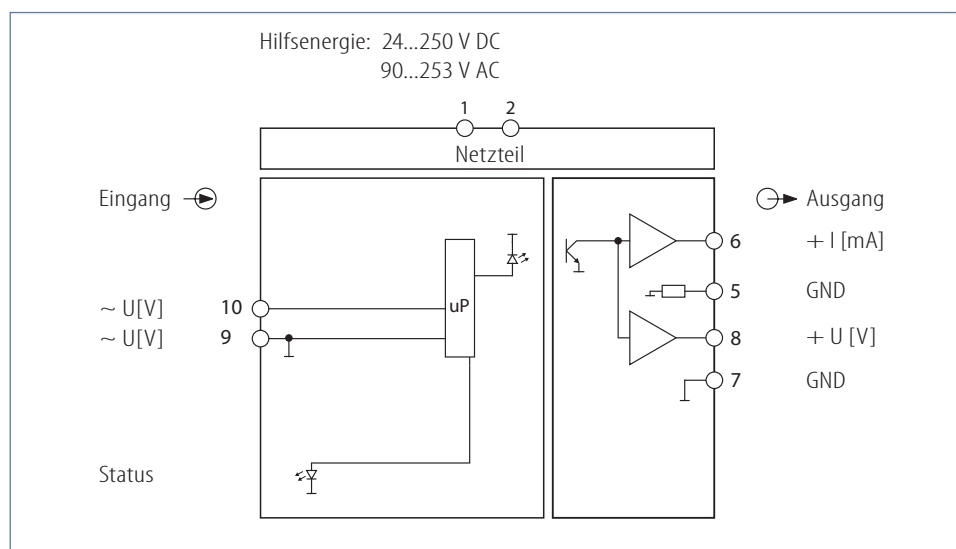 Hilfsenergie: 24...250 V DC
90...253 V AC
1 2
Netzteil
Eingang
Ausgang
6 + I [mA]
5 GND
~ U[V] 10
uP
~ U[V] 9
8 + U [V]
7 GND
Status